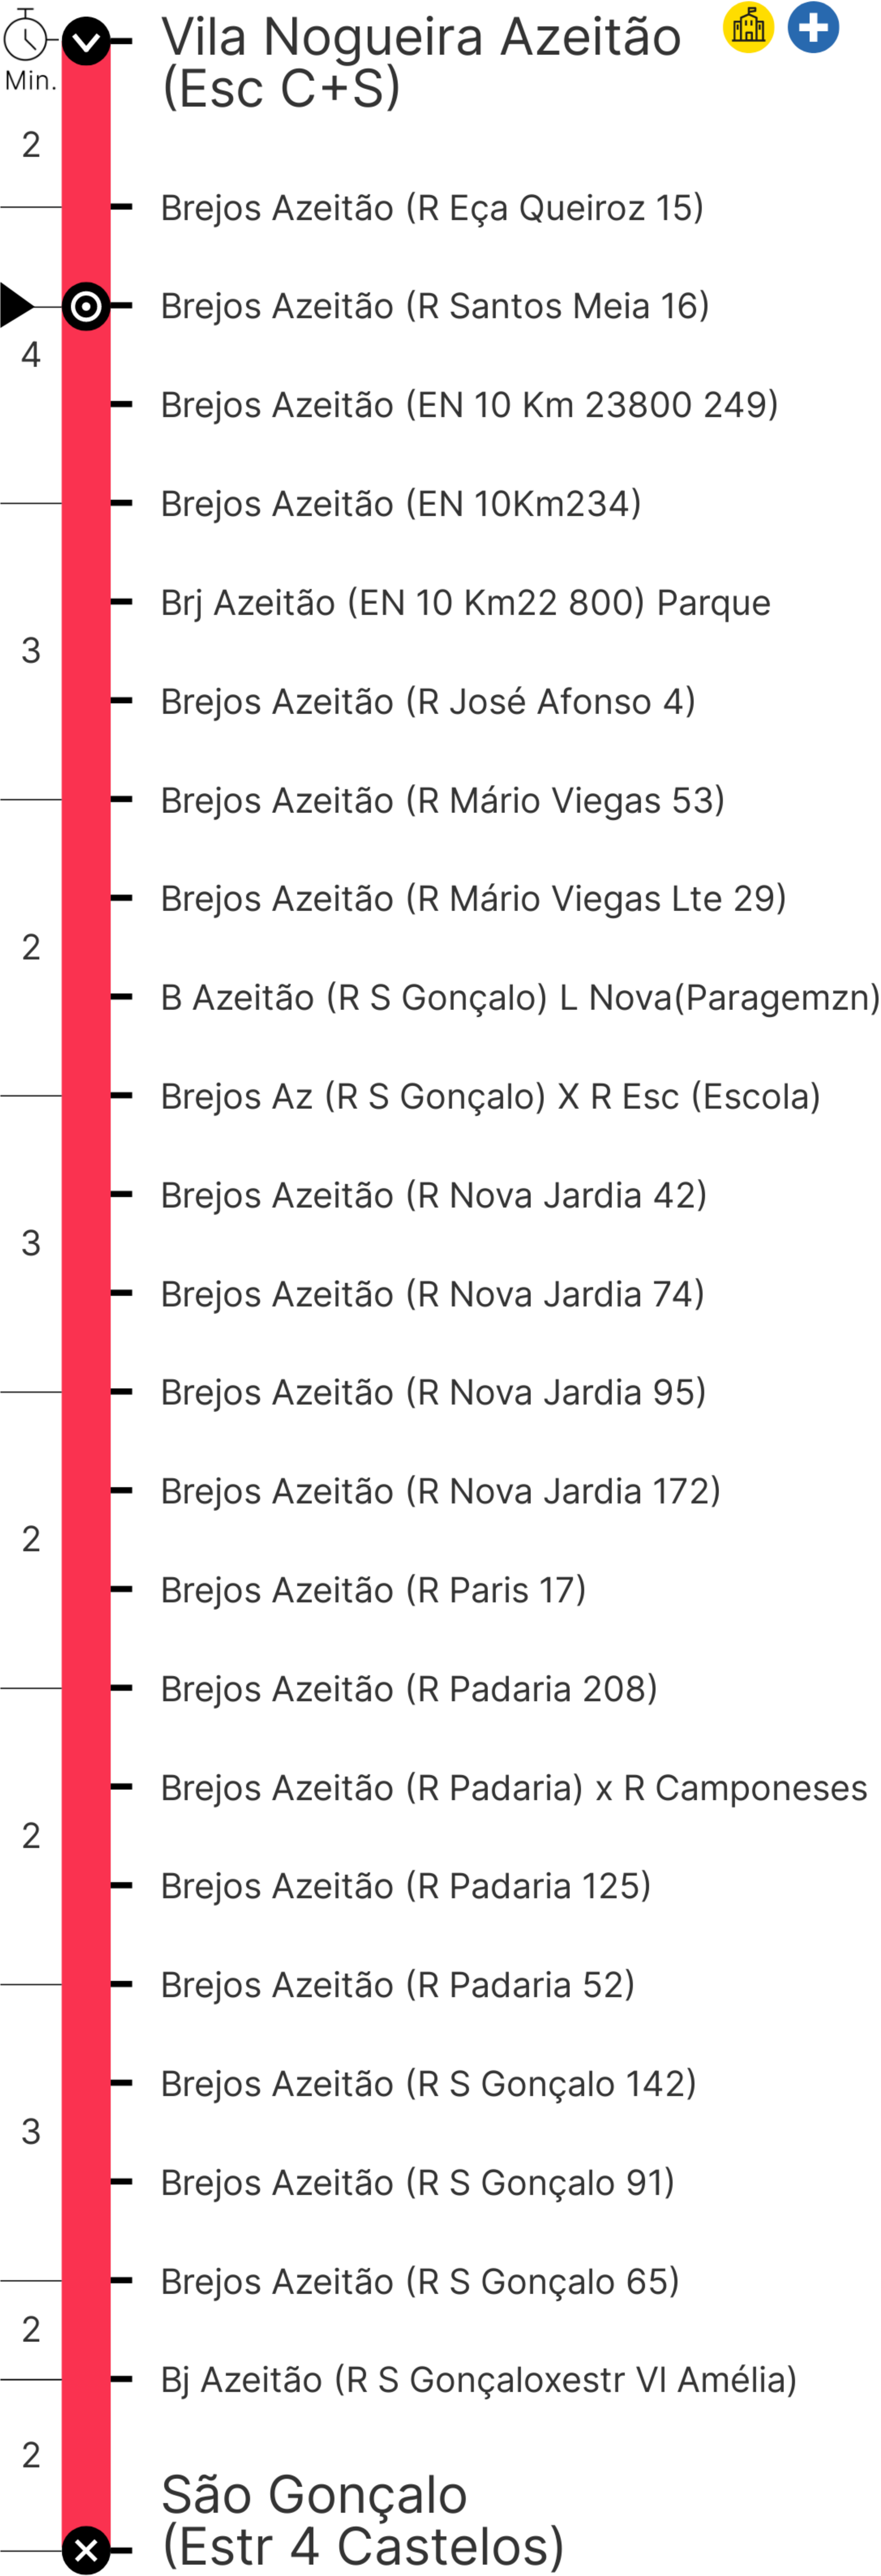 Vila Nogueira Azeitão
(Esc C+S)
Min.
2
Brejos Azeitão (R Eça Queiroz 15)
Brejos Azeitão (R Santos Meia 16)
4
Brejos Azeitão (EN 10 Km 23800 249)
Brejos Azeitão (EN 10Km234)
Brj Azeitão (EN 10 Km22 800) Parque
3
Brejos Azeitão (R José Afonso 4)
Brejos Azeitão (R Mário Viegas 53)
Brejos Azeitão (R Mário Viegas Lte 29)
2
B Azeitão (R S Gonçalo) L Nova(Paragemzn)
Brejos Az (R S Gonçalo) X R Esc (Escola)
Brejos Azeitão (R Nova Jardia 42)
3
Brejos Azeitão (R Nova Jardia 74)
Brejos Azeitão (R Nova Jardia 95)
Brejos Azeitão (R Nova Jardia 172)
2
Brejos Azeitão (R Paris 17)
Brejos Azeitão (R Padaria 208)
Brejos Azeitão (R Padaria) x R Camponeses
2
Brejos Azeitão (R Padaria 125)
Brejos Azeitão (R Padaria 52)
Brejos Azeitão (R S Gonçalo 142)
3
Brejos Azeitão (R S Gonçalo 91)
Brejos Azeitão (R S Gonçalo 65)
2
Bj Azeitão (R S Gonçaloxestr Vl Amélia)
2
São Gonçalo
(Estr 4 Castelos)